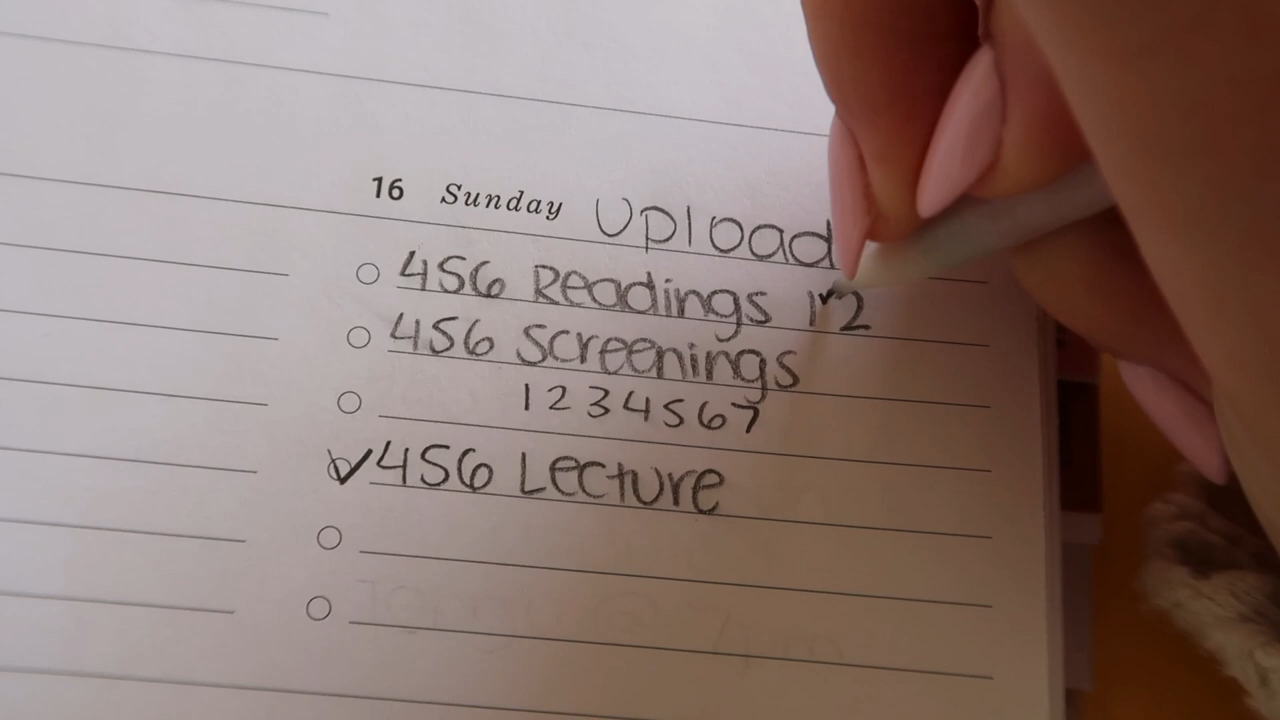 16 Sunday Upload
456 Readings 1 2
456 Screenings
1 2 3 4 5 6 7
456 Lecture